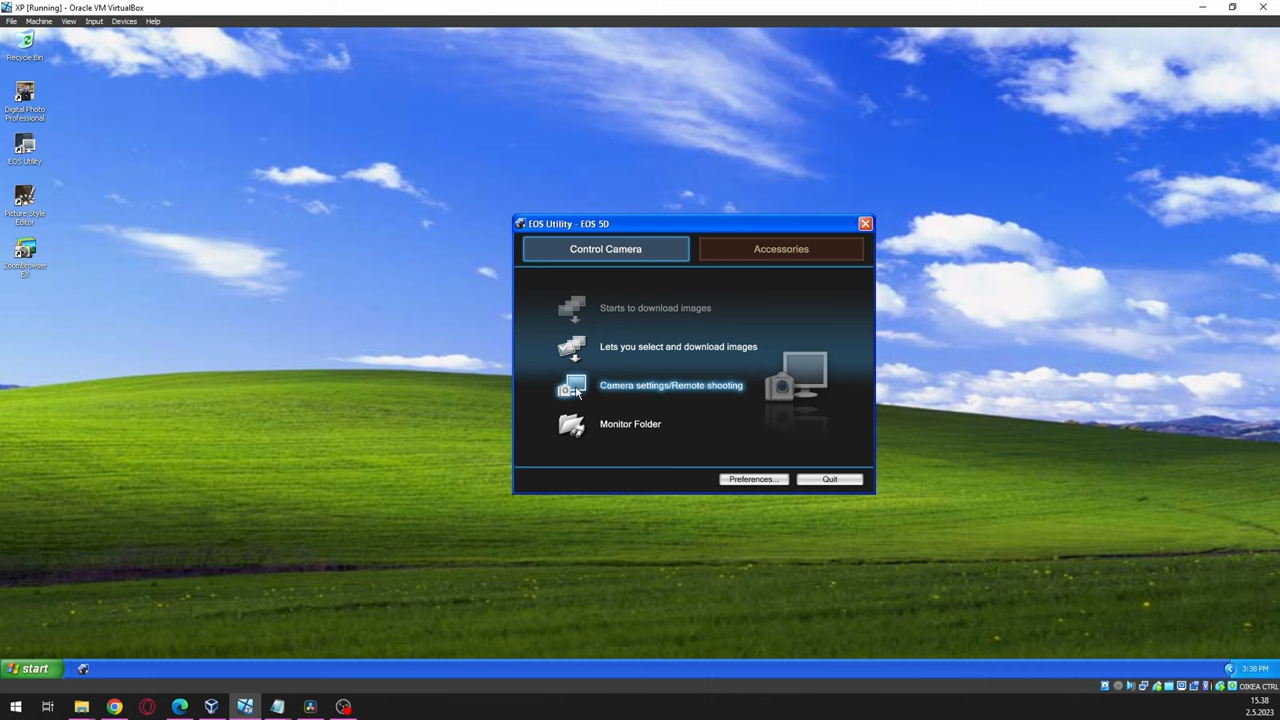 XP [Running] - Oracle VM VirtualBox
File Machine View Input Devices Help
Recycle Bin
Digital Photo
Professional
EOS Utility
Picture Style
Editor
ZoomBrowser
EX
EOS Utility - EOS 5D
Control Camera
Accessories
Starts to download images
Lets you select and download images
Camera settings/Remote shooting
Monitor Folder
Preferences...
Quit
start
3:38 PM
OIKEA CTRL
15.38
2.5.2023